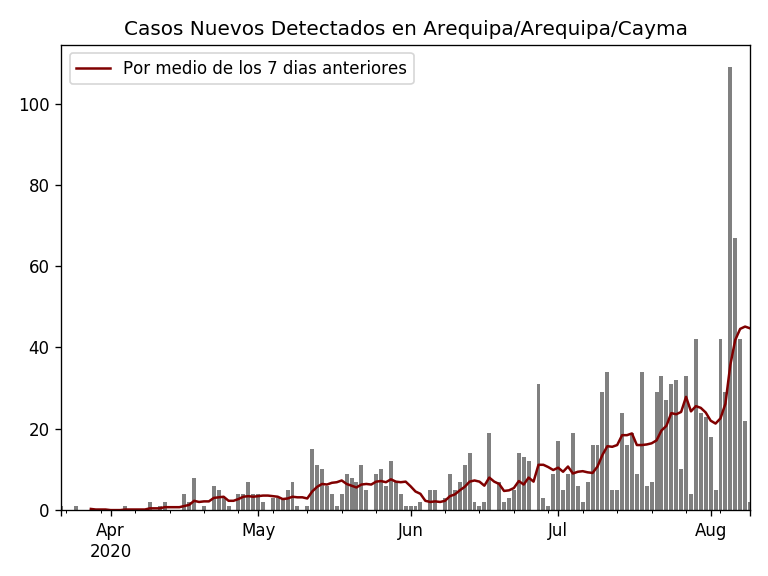 Casos Nuevos Detectados en Arequipa/Arequipa/Cayma
Por medio de los 7 dias anteriores
100
80
60
40
20
0
Apr
2020
May
Jun
Jul
Aug